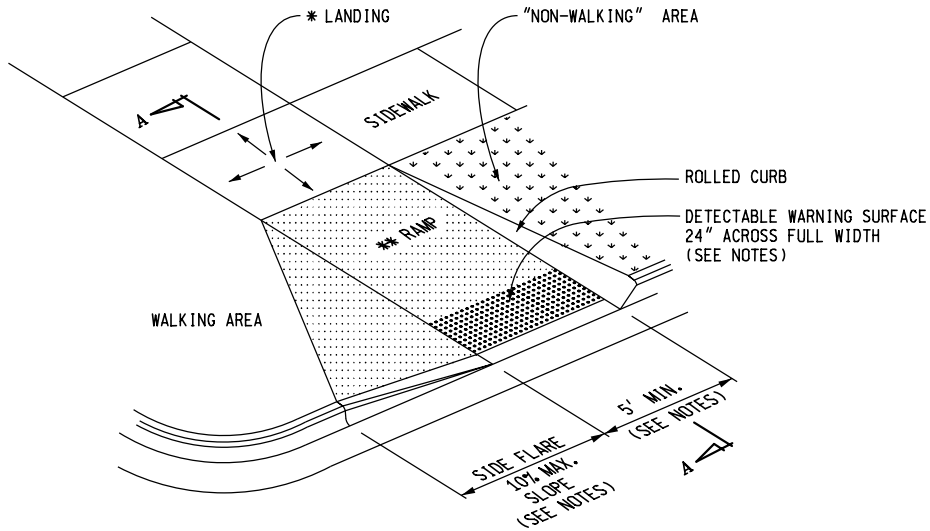 * LANDING
"NON-WALKING" AREA
A
SIDEWALK
ROLLED CURB
** RAMP
DETECTABLE WARNING SURFACE
24" ACROSS FULL WIDTH
(SEE NOTES)
WALKING AREA
5' MIN.
(SEE NOTES)
SIDE FLARE
10% MAX.
SLOPE
(SEE NOTES)
A